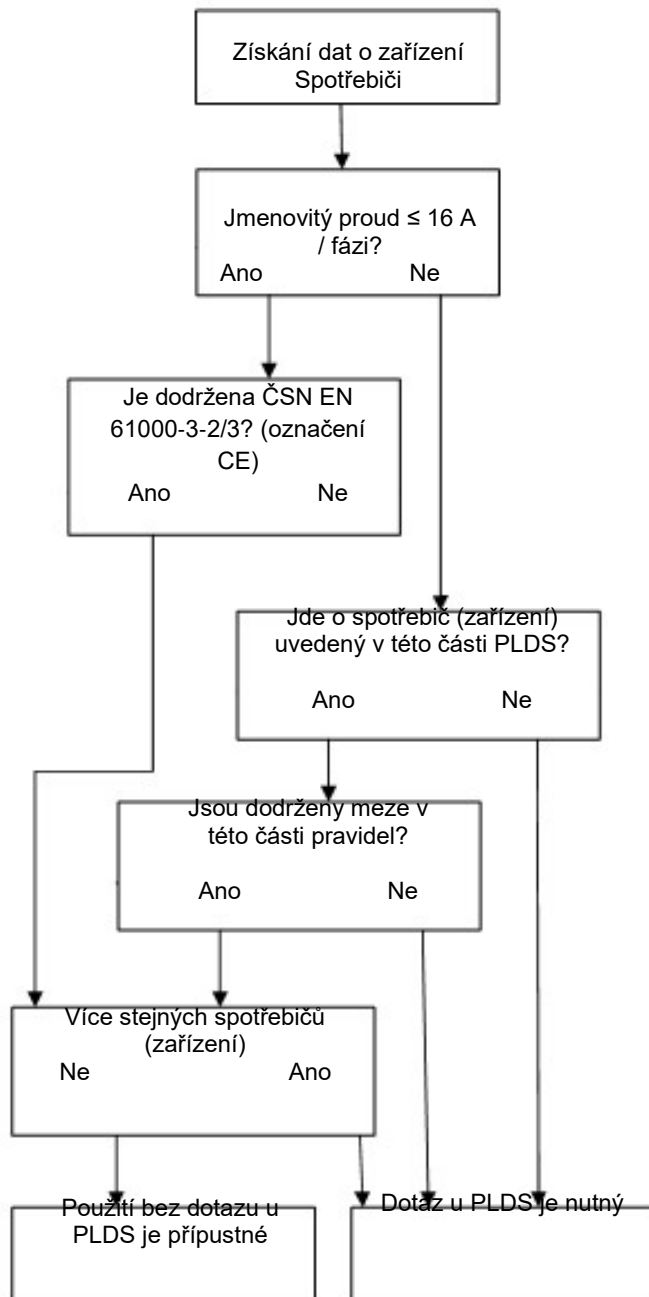 Získání dat o zařízení
Spotřebiči
Jmenovitý proud ≤ 16 A
/ fázi?
Ano Ne
Je dodržena ČSN EN
61000-3-2/3? (označení
CE)
Ano Ne
Jde o spotřebič (zařízení)
uvedený v této části PLDS?
Ano Ne
Jsou dodrženy meze v
této části pravidel?
Ano Ne
Více stejných spotřebičů
(zařízení)
Ne Ano
Použití bez dotazu u
PLDS je přípustné
Dotaz u PLDS je nutný